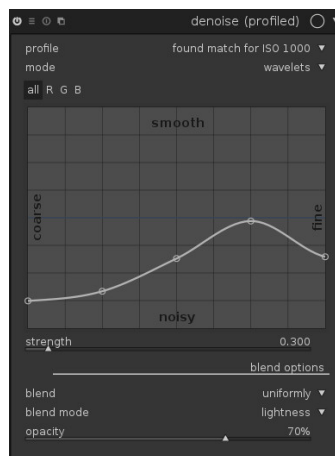 denoise (profiled)
profile found match for ISO 1000
mode wavelets
all R G B
smooth
coarse
fine
noisy
strength 0.300
blend options
blend uniformly
blend mode lightness
opacity 70%